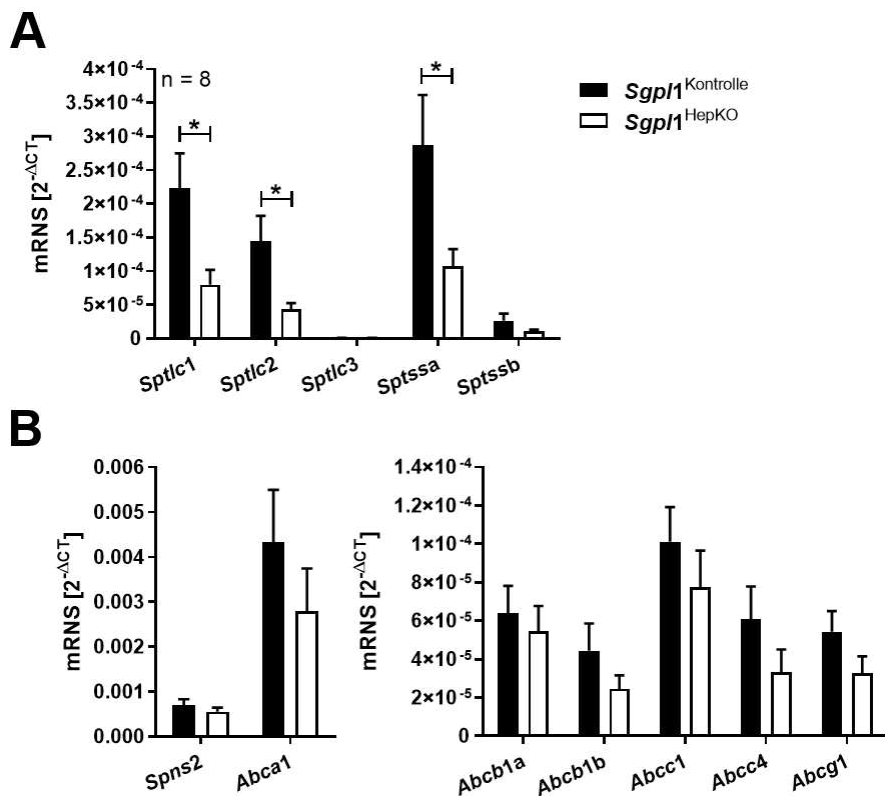 A
mRNS [2-ΔCT]
4×10-4
3.5×10-4
3×10-4
2.5×10-4
2×10-4
1.5×10-4
1×10-4
5×10-5
0
n = 8
*
*
*
Sptlc1
Sptlc2
Sptlc3
Sptssa
Sptssb
Sgpl1Kontrolle
Sgpl1HepKO
B
mRNS [2-ΔCT]
0.006
0.005
0.004
0.003
0.002
0.001
0.000
Spns2
Abca1
mRNS [2-ΔCT]
1.4×10-4
1.2×10-4
1×10-4
8×10-5
6×10-5
4×10-5
2×10-5
0
Abcb1a
Abcb1b
Abcc1
Abcc4
Abcg1